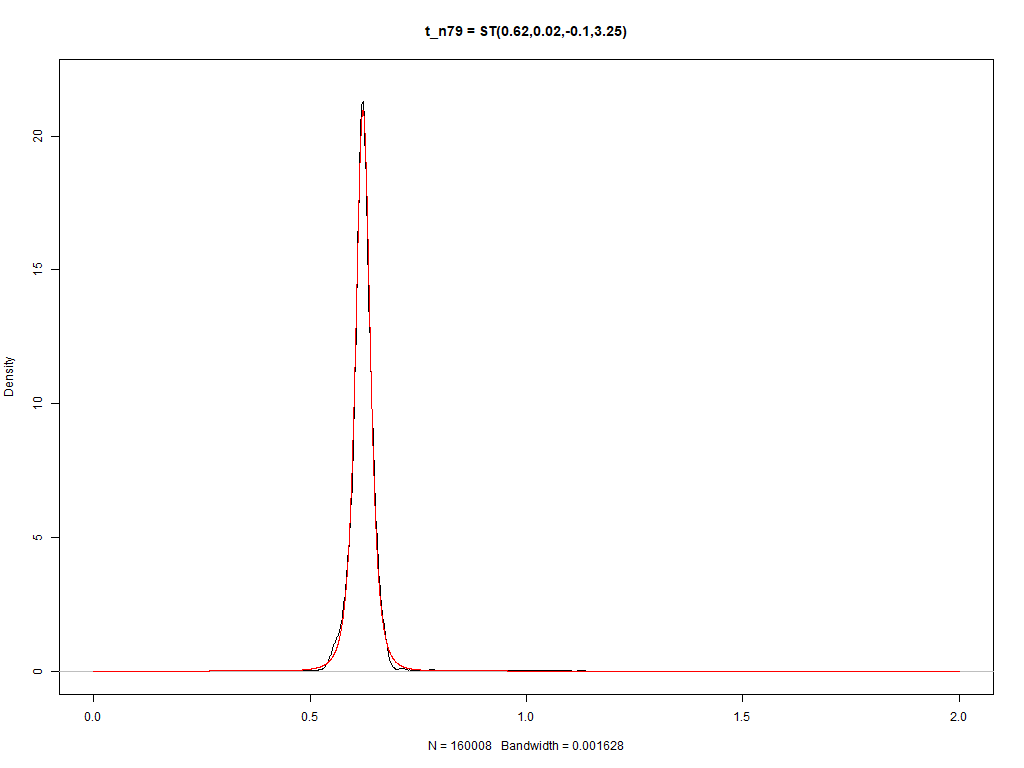 t_n79 = ST(0.62,0.02,-0.1,3.25)
Density
20
15
10
5
0
0.0 0.5 1.0 1.5 2.0
N = 160008 Bandwidth = 0.001628